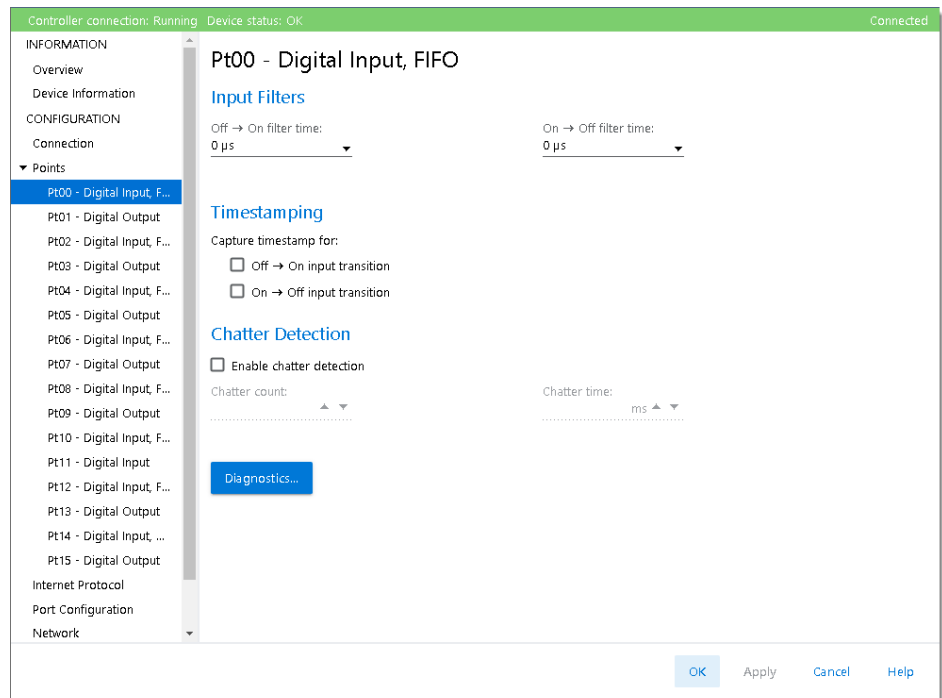 Controller connection: Running Device status: OK Connected
INFORMATION
Overview
Device Information
CONFIGURATION
Connection
Points
Pt00 - Digital Input, F...
Pt01 - Digital Output
Pt02 - Digital Input, F...
Pt03 - Digital Output
Pt04 - Digital Input, F...
Pt05 - Digital Output
Pt06 - Digital Input, F...
Pt07 - Digital Output
Pt08 - Digital Input, F...
Pt09 - Digital Output
Pt10 - Digital Input, F...
Pt11 - Digital Input
Pt12 - Digital Input, F...
Pt13 - Digital Output
Pt14 - Digital Input, ...
Pt15 - Digital Output
Internet Protocol
Port Configuration
Network
Pt00 - Digital Input, FIFO
Input Filters
Off → On filter time: On → Off filter time:
0 µs 0 µs
Timestamping
Capture timestamp for:
Off → On input transition
On → Off input transition
Chatter Detection
Enable chatter detection
Chatter count: Chatter time:
ms
Diagnostics...
OK Apply Cancel Help